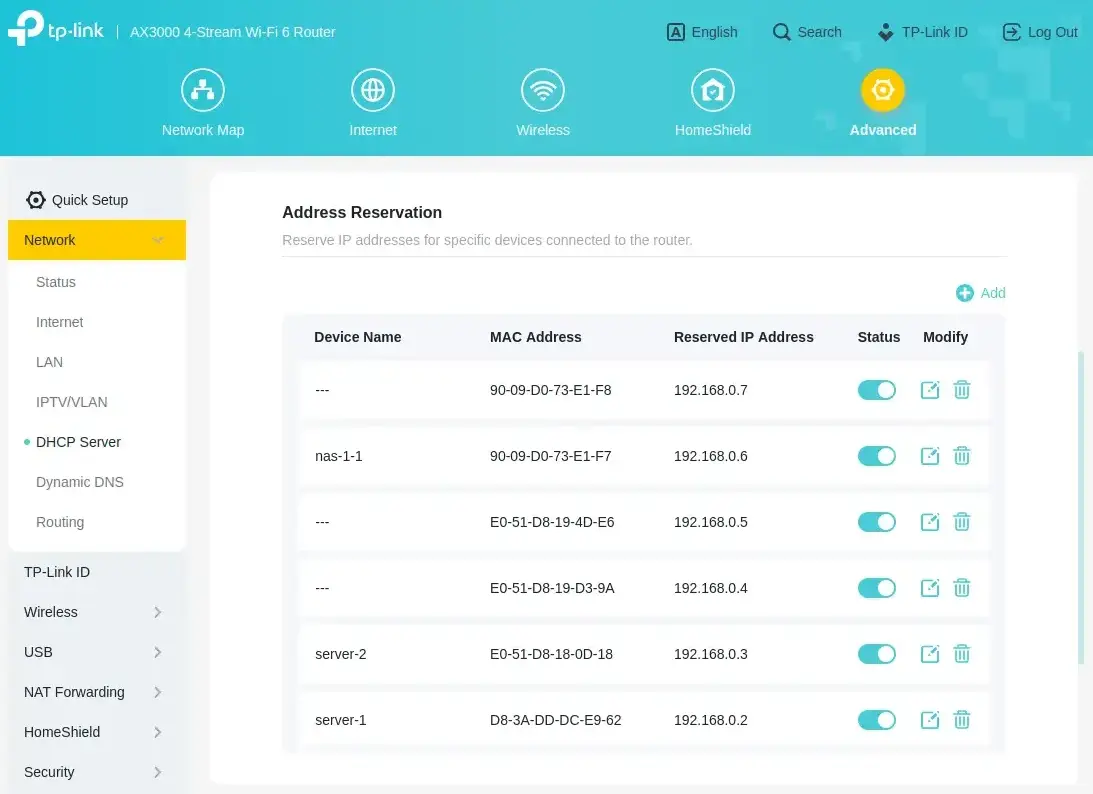 tp-link | AX3000 4-Stream Wi-Fi 6 Router English Search TP-Link ID Log Out
Network Map Internet Wireless HomeShield Advanced
Quick Setup
Network
Status
Internet
LAN
IPTV/VLAN
DHCP Server
Dynamic DNS
Routing
TP-Link ID
Wireless
USB
NAT Forwarding
HomeShield
Security
Address Reservation
Reserve IP addresses for specific devices connected to the router.
Add
Device Name MAC Address Reserved IP Address Status Modify
--- 90-09-D0-73-E1-F8 192.168.0.7
nas-1-1 90-09-D0-73-E1-F7 192.168.0.6
--- E0-51-D8-19-4D-E6 192.168.0.5
--- E0-51-D8-19-D3-9A 192.168.0.4
server-2 E0-51-D8-18-0D-18 192.168.0.3
server-1 D8-3A-DD-DC-E9-62 192.168.0.2